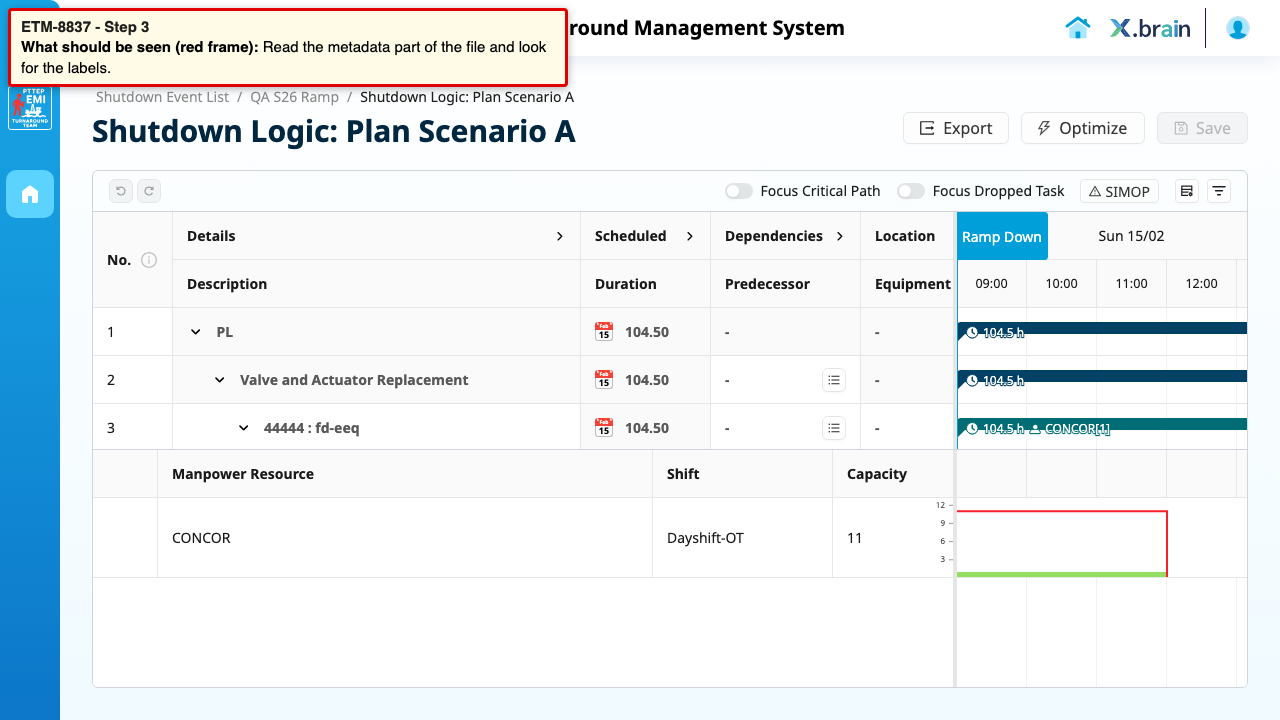 ETM-8837 - Step 3
What should be seen (red frame): Read the metadata part of the file and look
for the labels.
round Management System
X.brain
PTTEP
EMI
TURNAROUND
TEAM
Shutdown Event List / QA S26 Ramp / Shutdown Logic: Plan Scenario A
Shutdown Logic: Plan Scenario A
Export
Optimize
Save
Focus Critical Path
Focus Dropped Task
SIMOP
No.
Details
Scheduled
Dependencies
Location
Ramp Down
Sun 15/02
Description
Duration
Predecessor
Equipment
09:00
10:00
11:00
12:00
1
PL
Feb
15
104.50
-
-
104.5 h
2
Valve and Actuator Replacement
Feb
15
104.50
-
-
104.5 h
3
44444 : fd-eeq
Feb
15
104.50
-
-
104.5 h
CONCOR[1]
Manpower Resource
Shift
Capacity
CONCOR
Dayshift-OT
11
12
9
6
3